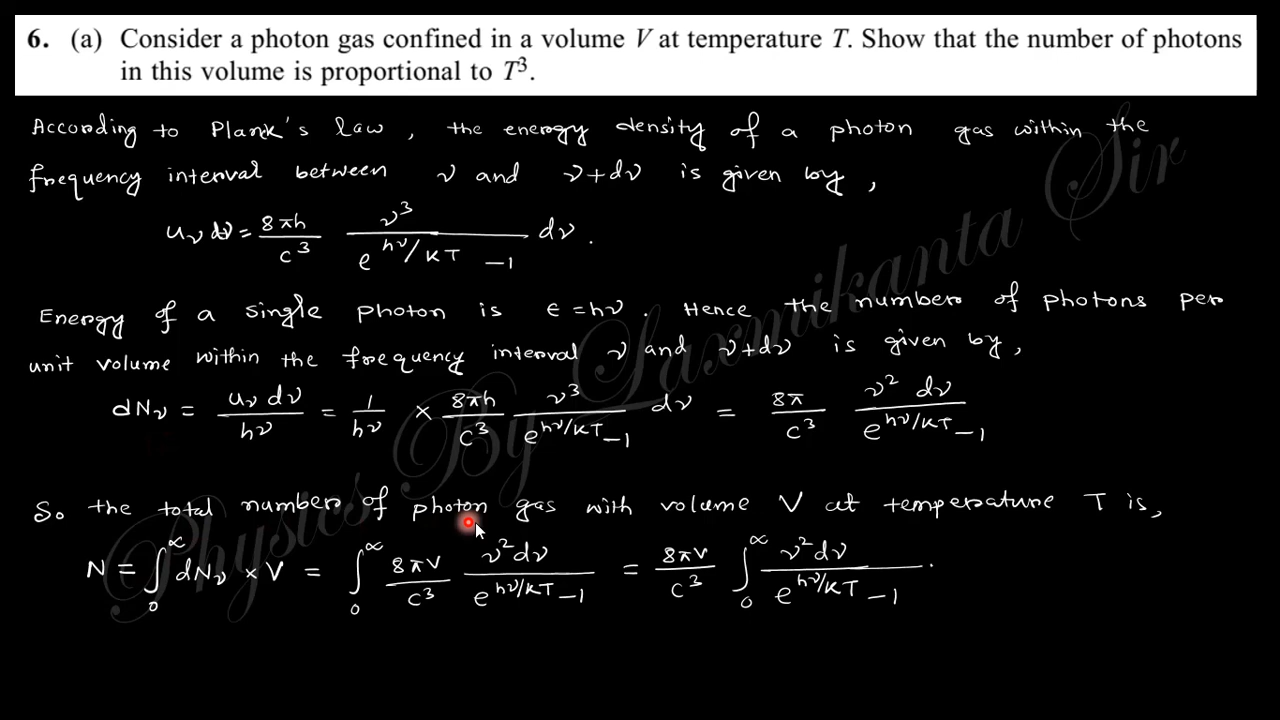 6. (a) Consider a photon gas confined in a volume V at temperature T. Show that the number of photons
in this volume is proportional to T³.
According to Plank's law, the energy density of a photon gas within the
frequency interval between ν and ν+dν is given by,
u_ν dν = 8πh/c³ ν³/(e^{hν/KT} -1) dν.
Energy of a single photon is ε = hν. Hence the numbers of photons per
unit volume within the frequency interval ν and ν+dν is given by,
dN_ν = u_ν dν/hν = 1/hν × 8πh/c³ ν³/(e^{hν/KT} -1) dν = 8π/c³ ν² dν/(e^{hν/KT} -1)
So the total numbers of photon gas with volume V at temperature T is,
N = ∫₀^∞ dN_ν × V = ∫₀^∞ 8πV/c³ ν² dν/(e^{hν/KT} -1) = 8πV/c³ ∫₀^∞ ν² dν/(e^{hν/KT} -1).
Physics By Laxmikanta Sir